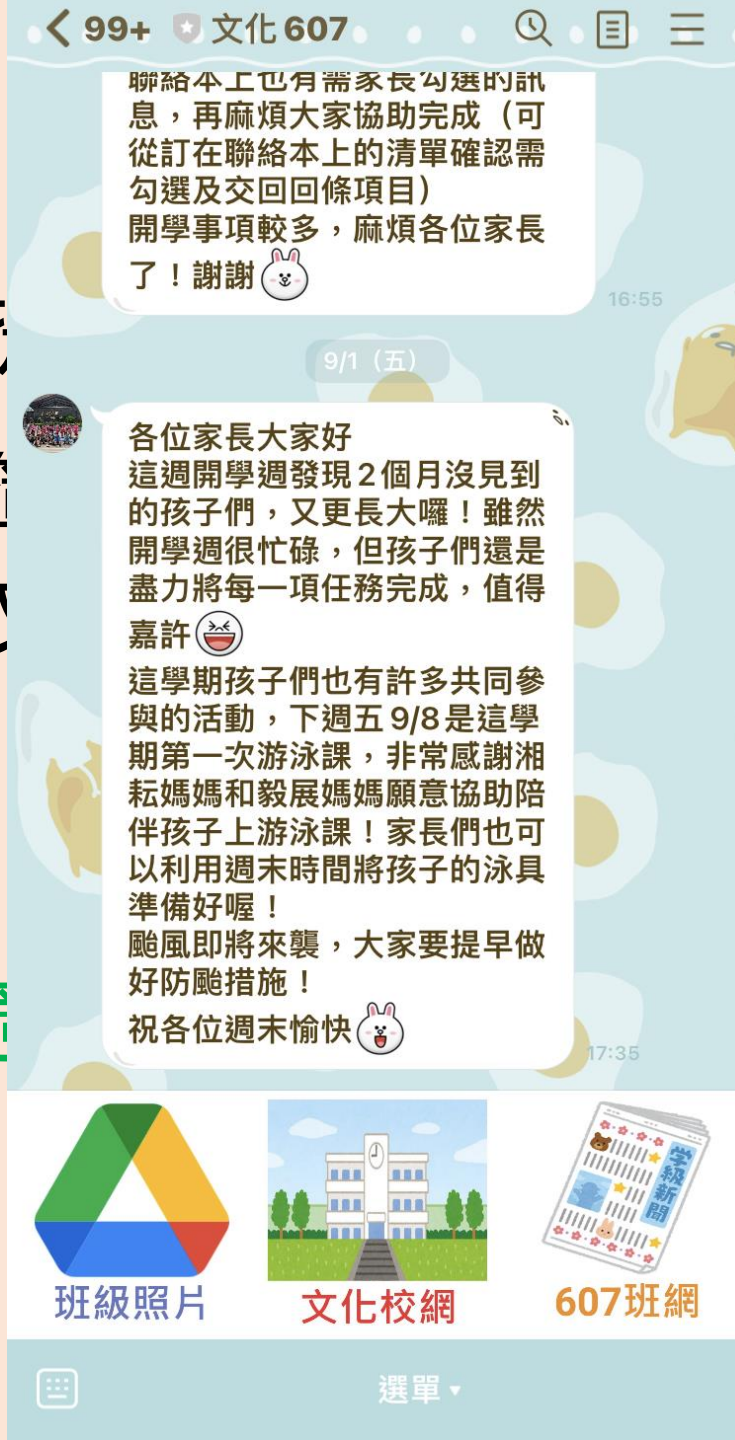 99+ 文化 607
聯絡本上也有需家長勾選的訊
息，再麻煩大家協助完成（可
從訂在聯絡本上的清單確認需
勾選及交回回條項目）
開學事項較多，麻煩各位家長
了！謝謝
16:55
9/1（五）
各位家長大家好
這週開學週發現2個月沒見到
的孩子們，又更長大囉！雖然
開學週很忙碌，但孩子們還是
盡力將每一項任務完成，值得
嘉許
這學期孩子們也有許多共同參
與的活動，下週五9/8是這學
期第一次游泳課，非常感謝湘
耘媽媽和毅展媽媽願意協助陪
伴孩子上游泳課！家長們也可
以利用週末時間將孩子的泳具
準備好喔！
颱風即將來襲，大家要提早做
好防颱措施！
祝各位週末愉快
17:35
学級新聞
班級照片
文化校網
607班網
選單